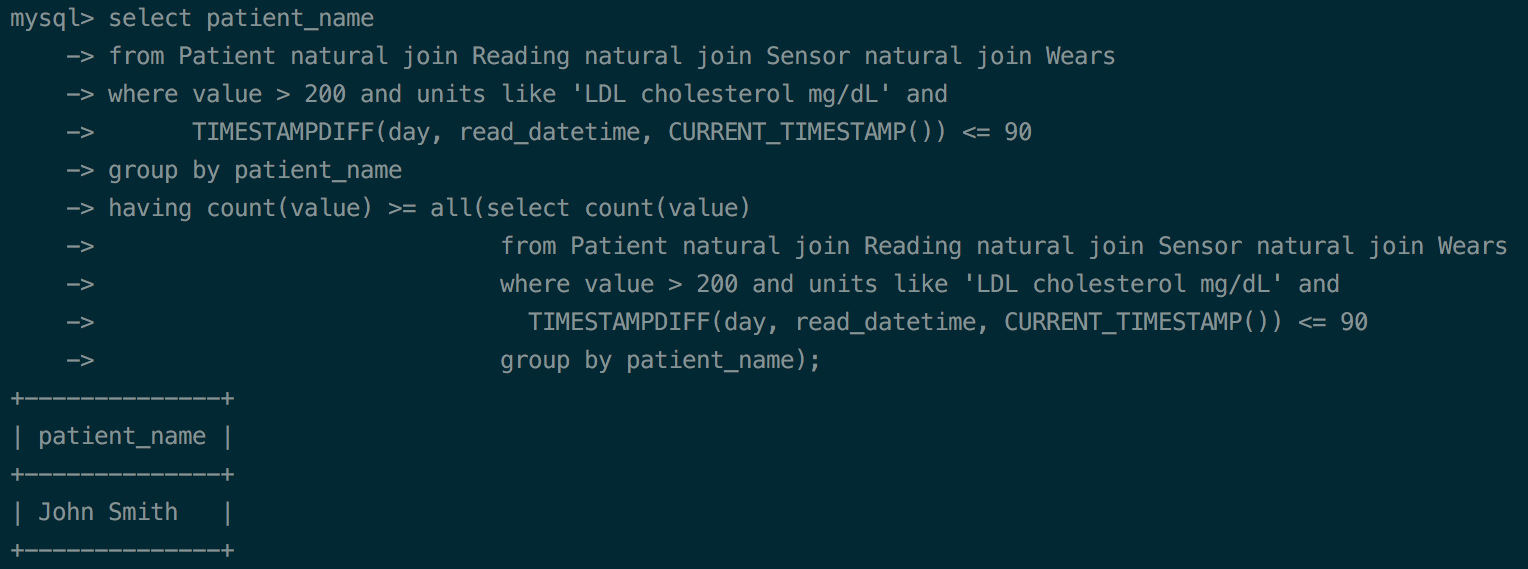 mysql> select patient_name
    -> from Patient natural join Reading natural join Sensor natural join Wears
    -> where value > 200 and units like 'LDL cholesterol mg/dL' and
    ->       TIMESTAMPDIFF(day, read_datetime, CURRENT_TIMESTAMP()) <= 90
    -> group by patient_name
    -> having count(value) >= all(select count(value)
    ->                             from Patient natural join Reading natural join Sensor natural join Wears
    ->                             where value > 200 and units like 'LDL cholesterol mg/dL' and
    ->                               TIMESTAMPDIFF(day, read_datetime, CURRENT_TIMESTAMP()) <= 90
    ->                             group by patient_name);
+--------------+
| patient_name |
+--------------+
| John Smith   |
+--------------+